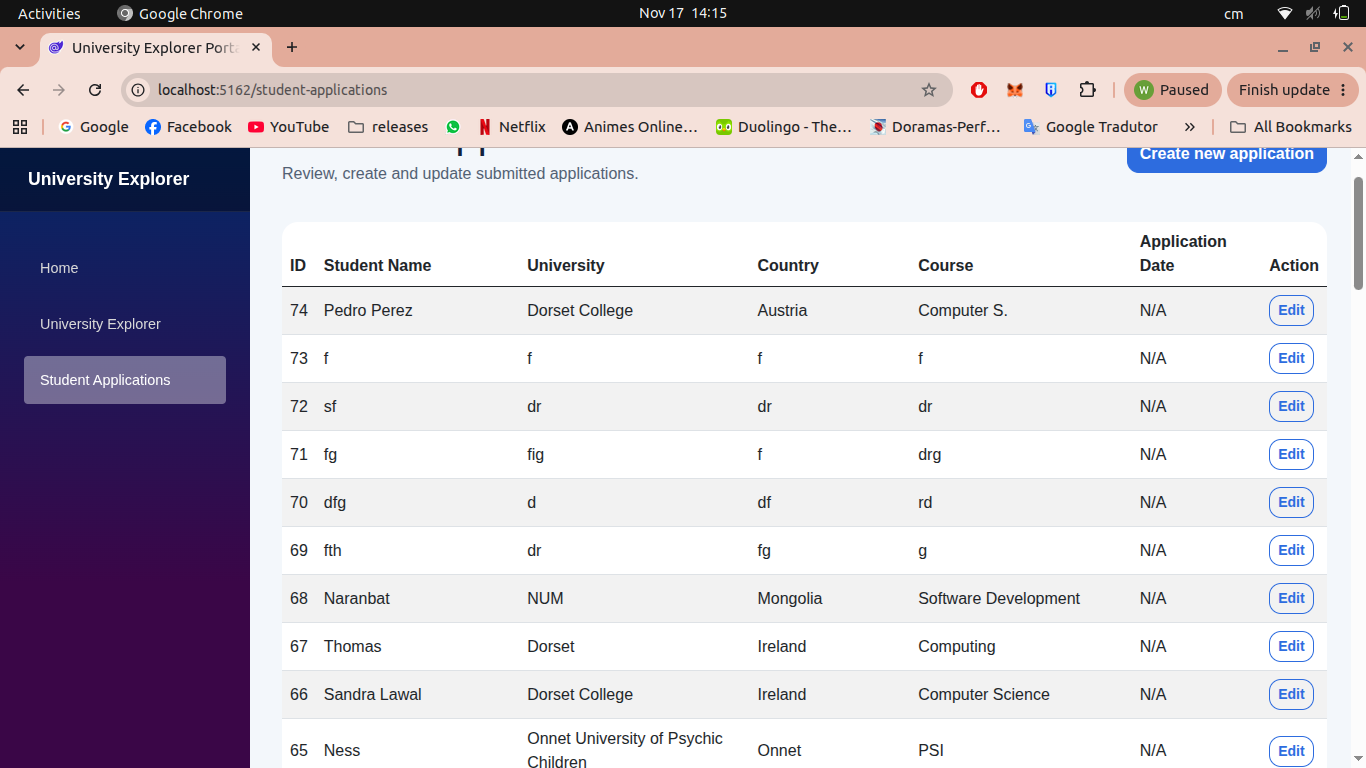 Activities Google Chrome Nov 17 14:15 cm
University Explorer Porta
localhost:5162/student-applications W Paused Finish update
Google Facebook YouTube releases Netflix Animes Online… Duolingo - The… Doramas-Perf… Google Tradutor » All Bookmarks
University Explorer
Home
University Explorer
Student Applications
Create new application
Review, create and update submitted applications.
ID Student Name University Country Course Application Date Action
74 Pedro Perez Dorset College Austria Computer S. N/A Edit
73 f f f f N/A Edit
72 sf dr dr dr N/A Edit
71 fg fig f drg N/A Edit
70 dfg d df rd N/A Edit
69 fth dr fg g N/A Edit
68 Naranbat NUM Mongolia Software Development N/A Edit
67 Thomas Dorset Ireland Computing N/A Edit
66 Sandra Lawal Dorset College Ireland Computer Science N/A Edit
65 Ness Onnet University of Psychic Children Onnet PSI N/A Edit